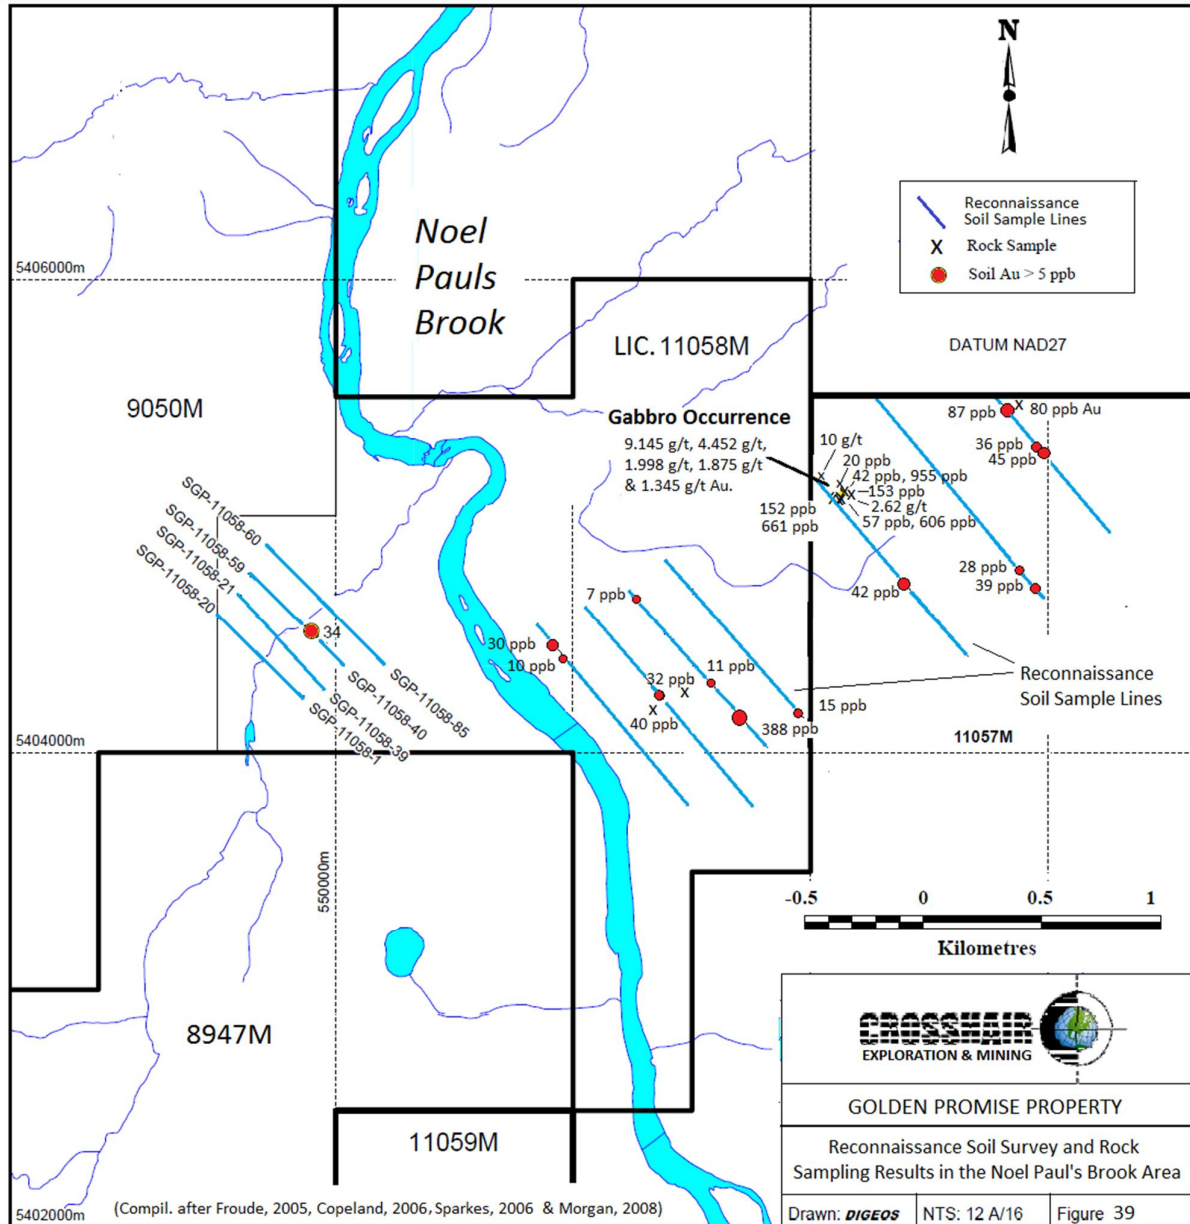 N
Reconnaissance
Soil Sample Lines
X Rock Sample
Soil Au > 5 ppb
Noel
Pauls
Brook
5406000m
LIC. 11058M
DATUM NAD27
9050M
Gabbro Occurrence
9.145 g/t, 4.452 g/t,
1.998 g/t, 1.875 g/t
& 1.345 g/t Au.
87 ppb
X
80 ppb Au
36 ppb
45 ppb
10 g/t
20 ppb
42 ppb, 955 ppb
153 ppb
2.62 g/t
57 ppb, 606 ppb
152 ppb
661 ppb
28 ppb
39 ppb
42 ppb
SGP-11058-60
SGP-11058-59
SGP-11058-21
SGP-11058-20
34
SGP-11058-85
SGP-11058-40
SGP-11058-39
SGP-11058-1
7 ppb
30 ppb
10 ppb
32 ppb
X
11 ppb
X
40 ppb
388 ppb
15 ppb
Reconnaissance
Soil Sample Lines
5404000m
11057M
550000m
-0.5 0 0.5 1
Kilometres
8947M
11059M
CROSSHAIR
EXPLORATION & MINING
GOLDEN PROMISE PROPERTY
Reconnaissance Soil Survey and Rock
Sampling Results in the Noel Paul's Brook Area
Drawn: DIGEOS NTS: 12 A/16 Figure 39
5402000m
(Compil. after Froude, 2005, Copeland, 2006, Sparkes, 2006 & Morgan, 2008)